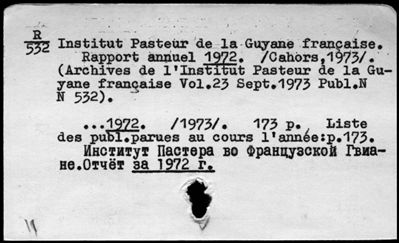 R
532
Institut Pasteur de la Guyane française.
Rapport annuel 1972. /Cahors,1973/.
(Archives de l'Institut Pasteur de la Gu-
yane française Vol.23 Sept.1973 Publ.N
N 532).
...1972. /1973/. 173 p. Liste
des publ.parues au cours l'année:p.173.
Институт Пастера во Французской Гвиа-
не.Отчёт за 1972 г.